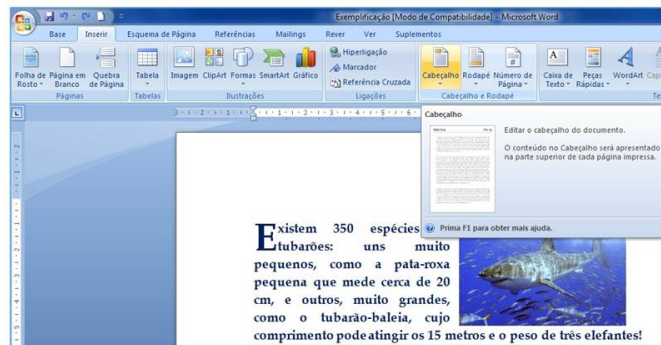 Exemplificação [Modo de Compatibilidade] - Microsoft Word
Base Inserir Esquema de Página Referências Mailings Rever Ver Suplementos
Folha de Rosto Página em Branco Quebra de Página
Páginas
Tabela
Tabelas
Imagem ClipArt Formas SmartArt Gráfico
Ilustrações
Hiperligação
Marcador
Referência Cruzada
Ligações
Cabeçalho Rodapé Número de Página
Cabeçalho e Rodapé
Caixa de Texto Peças Rápidas WordArt Cap
Te
Cabeçalho
Editar o cabeçalho do documento.
O conteúdo no Cabeçalho será apresentado
na parte superior de cada página impressa.
Prima F1 para obter mais ajuda.
Existem 350 espécies
tubarões: uns muito
pequenos, como a pata-roxa
pequena que mede cerca de 20
cm, e outros, muito grandes,
como o tubarão-baleia, cujo
comprimento pode atingir os 15 metros e o peso de três elefantes!